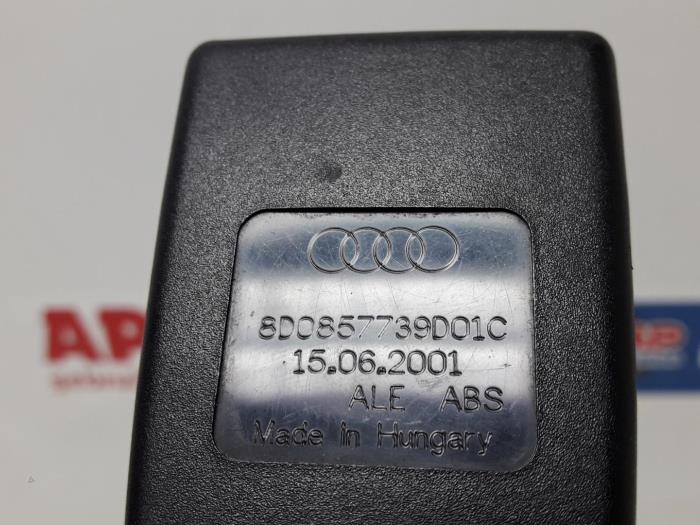 8D0857739D01C
15.06.2001
ALE ABS
Made in Hungary